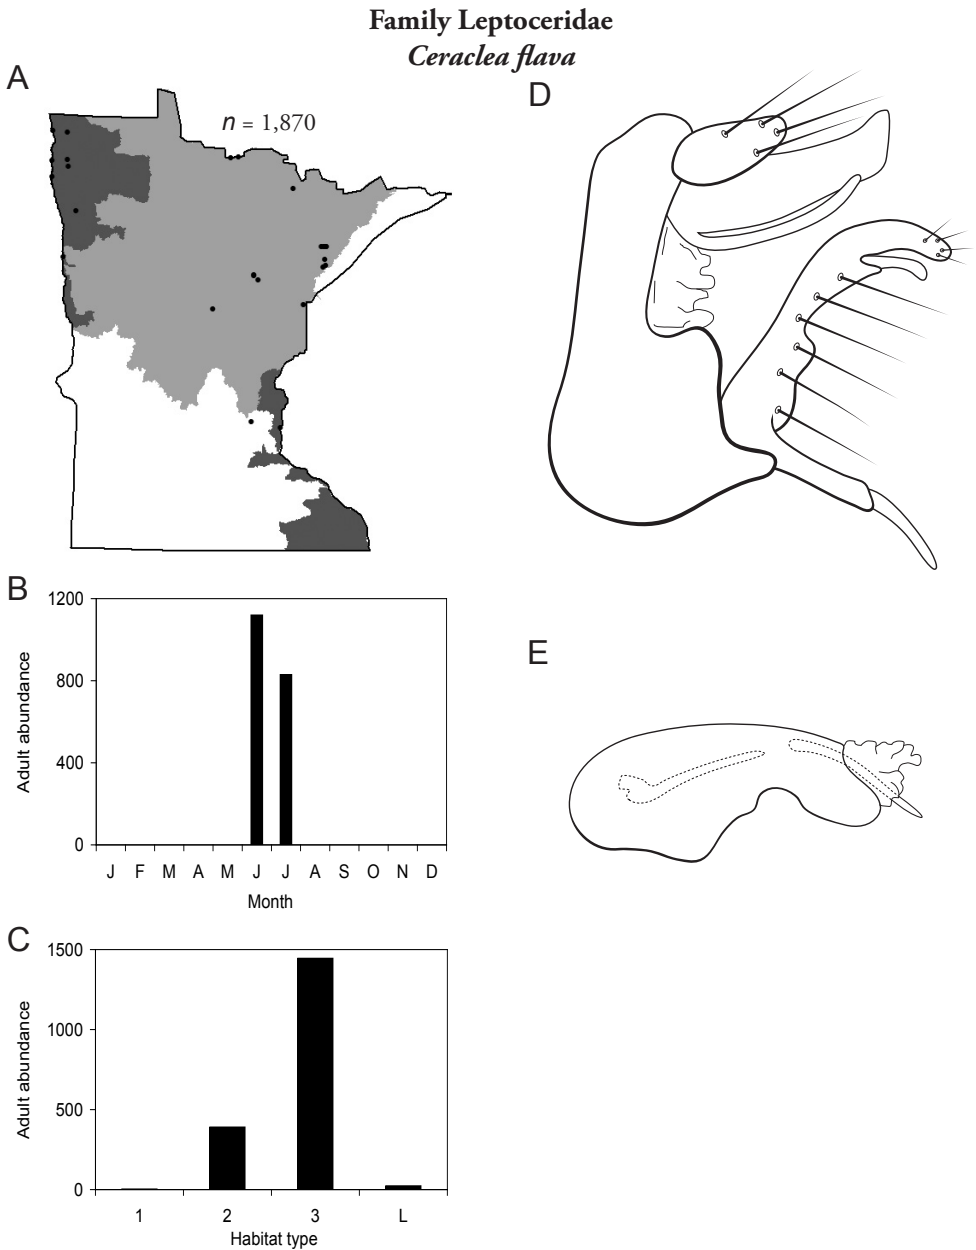 Family Leptoceridae
Ceraclea flava
A
n = 1,870
D
B
1200
800
400
0
Adult abundance
J F M A M J J A S O N D
Month
E
C
1500
1000
500
0
Adult abundance
1 2 3 L
Habitat type